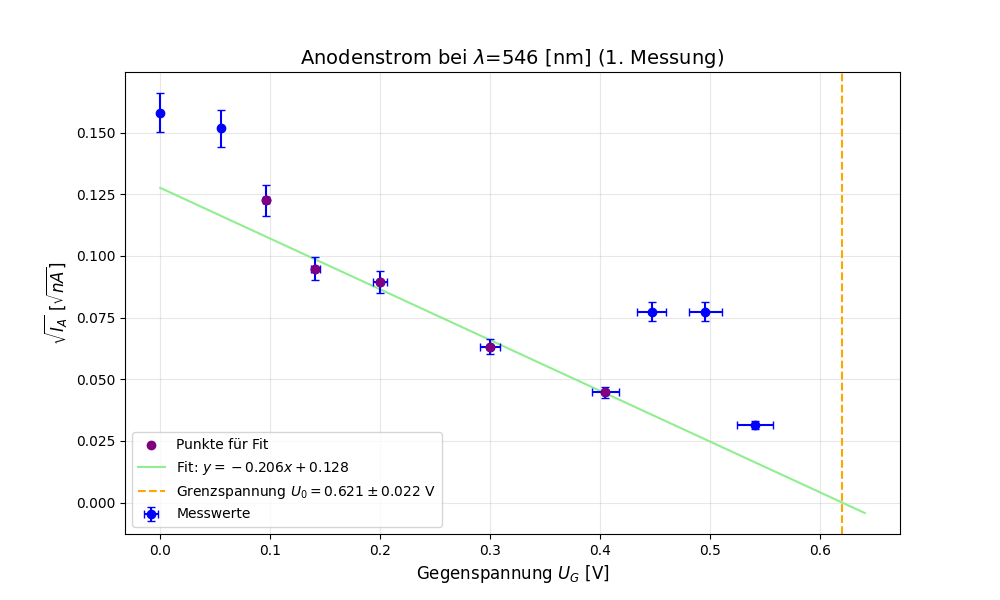 Anodenstrom bei λ=546 [nm] (1. Messung)
√I_A [√nA]
0.150
0.125
0.100
0.075
0.050
0.025
0.000
Punkte für Fit
Fit: y = −0.206x + 0.128
Grenzspannung U_0 = 0.621 ± 0.022 V
Messwerte
0.0 0.1 0.2 0.3 0.4 0.5 0.6
Gegenspannung U_G [V]